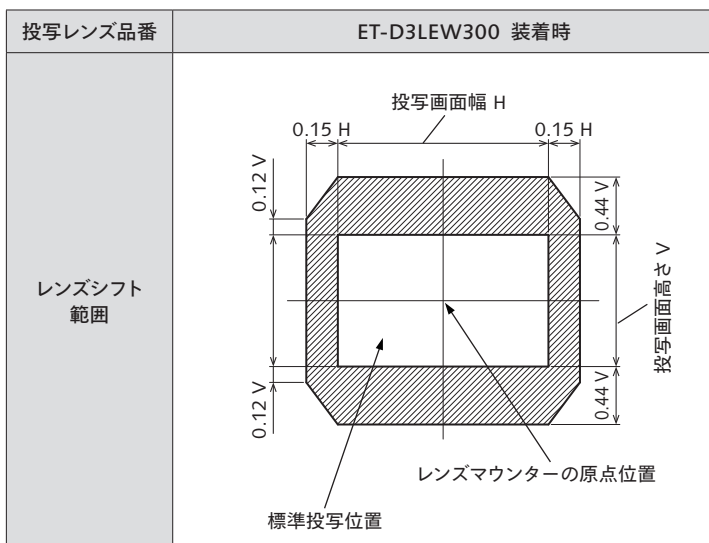 投写レンズ品番
ET-D3LEW300 装着時
レンズシフト
範囲
投写画面幅 H
0.15 H
0.15 H
0.12 V
0.44 V
投写画面高さ V
0.12 V
0.44 V
レンズマウンターの原点位置
標準投写位置